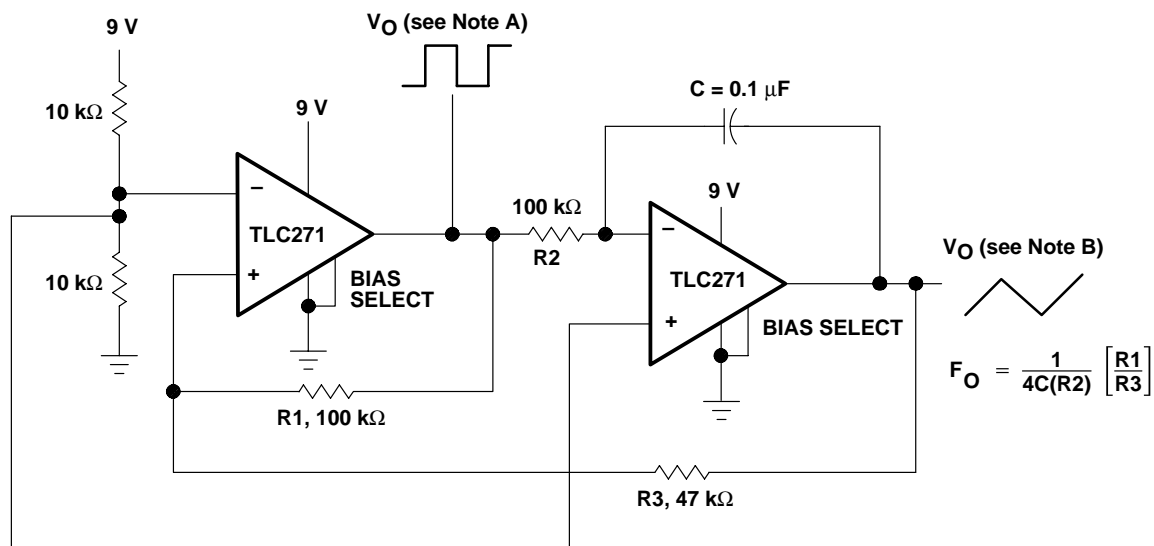 9 V
VO (see Note A)
10 kΩ
9 V
C = 0.1 μF
−
TLC271
+
10 kΩ
BIAS
SELECT
100 kΩ
R2
9 V
−
TLC271
+
BIAS SELECT
VO (see Note B)
FO = 1 / 4C(R2) [R1 / R3]
R1, 100 kΩ
R3, 47 kΩ